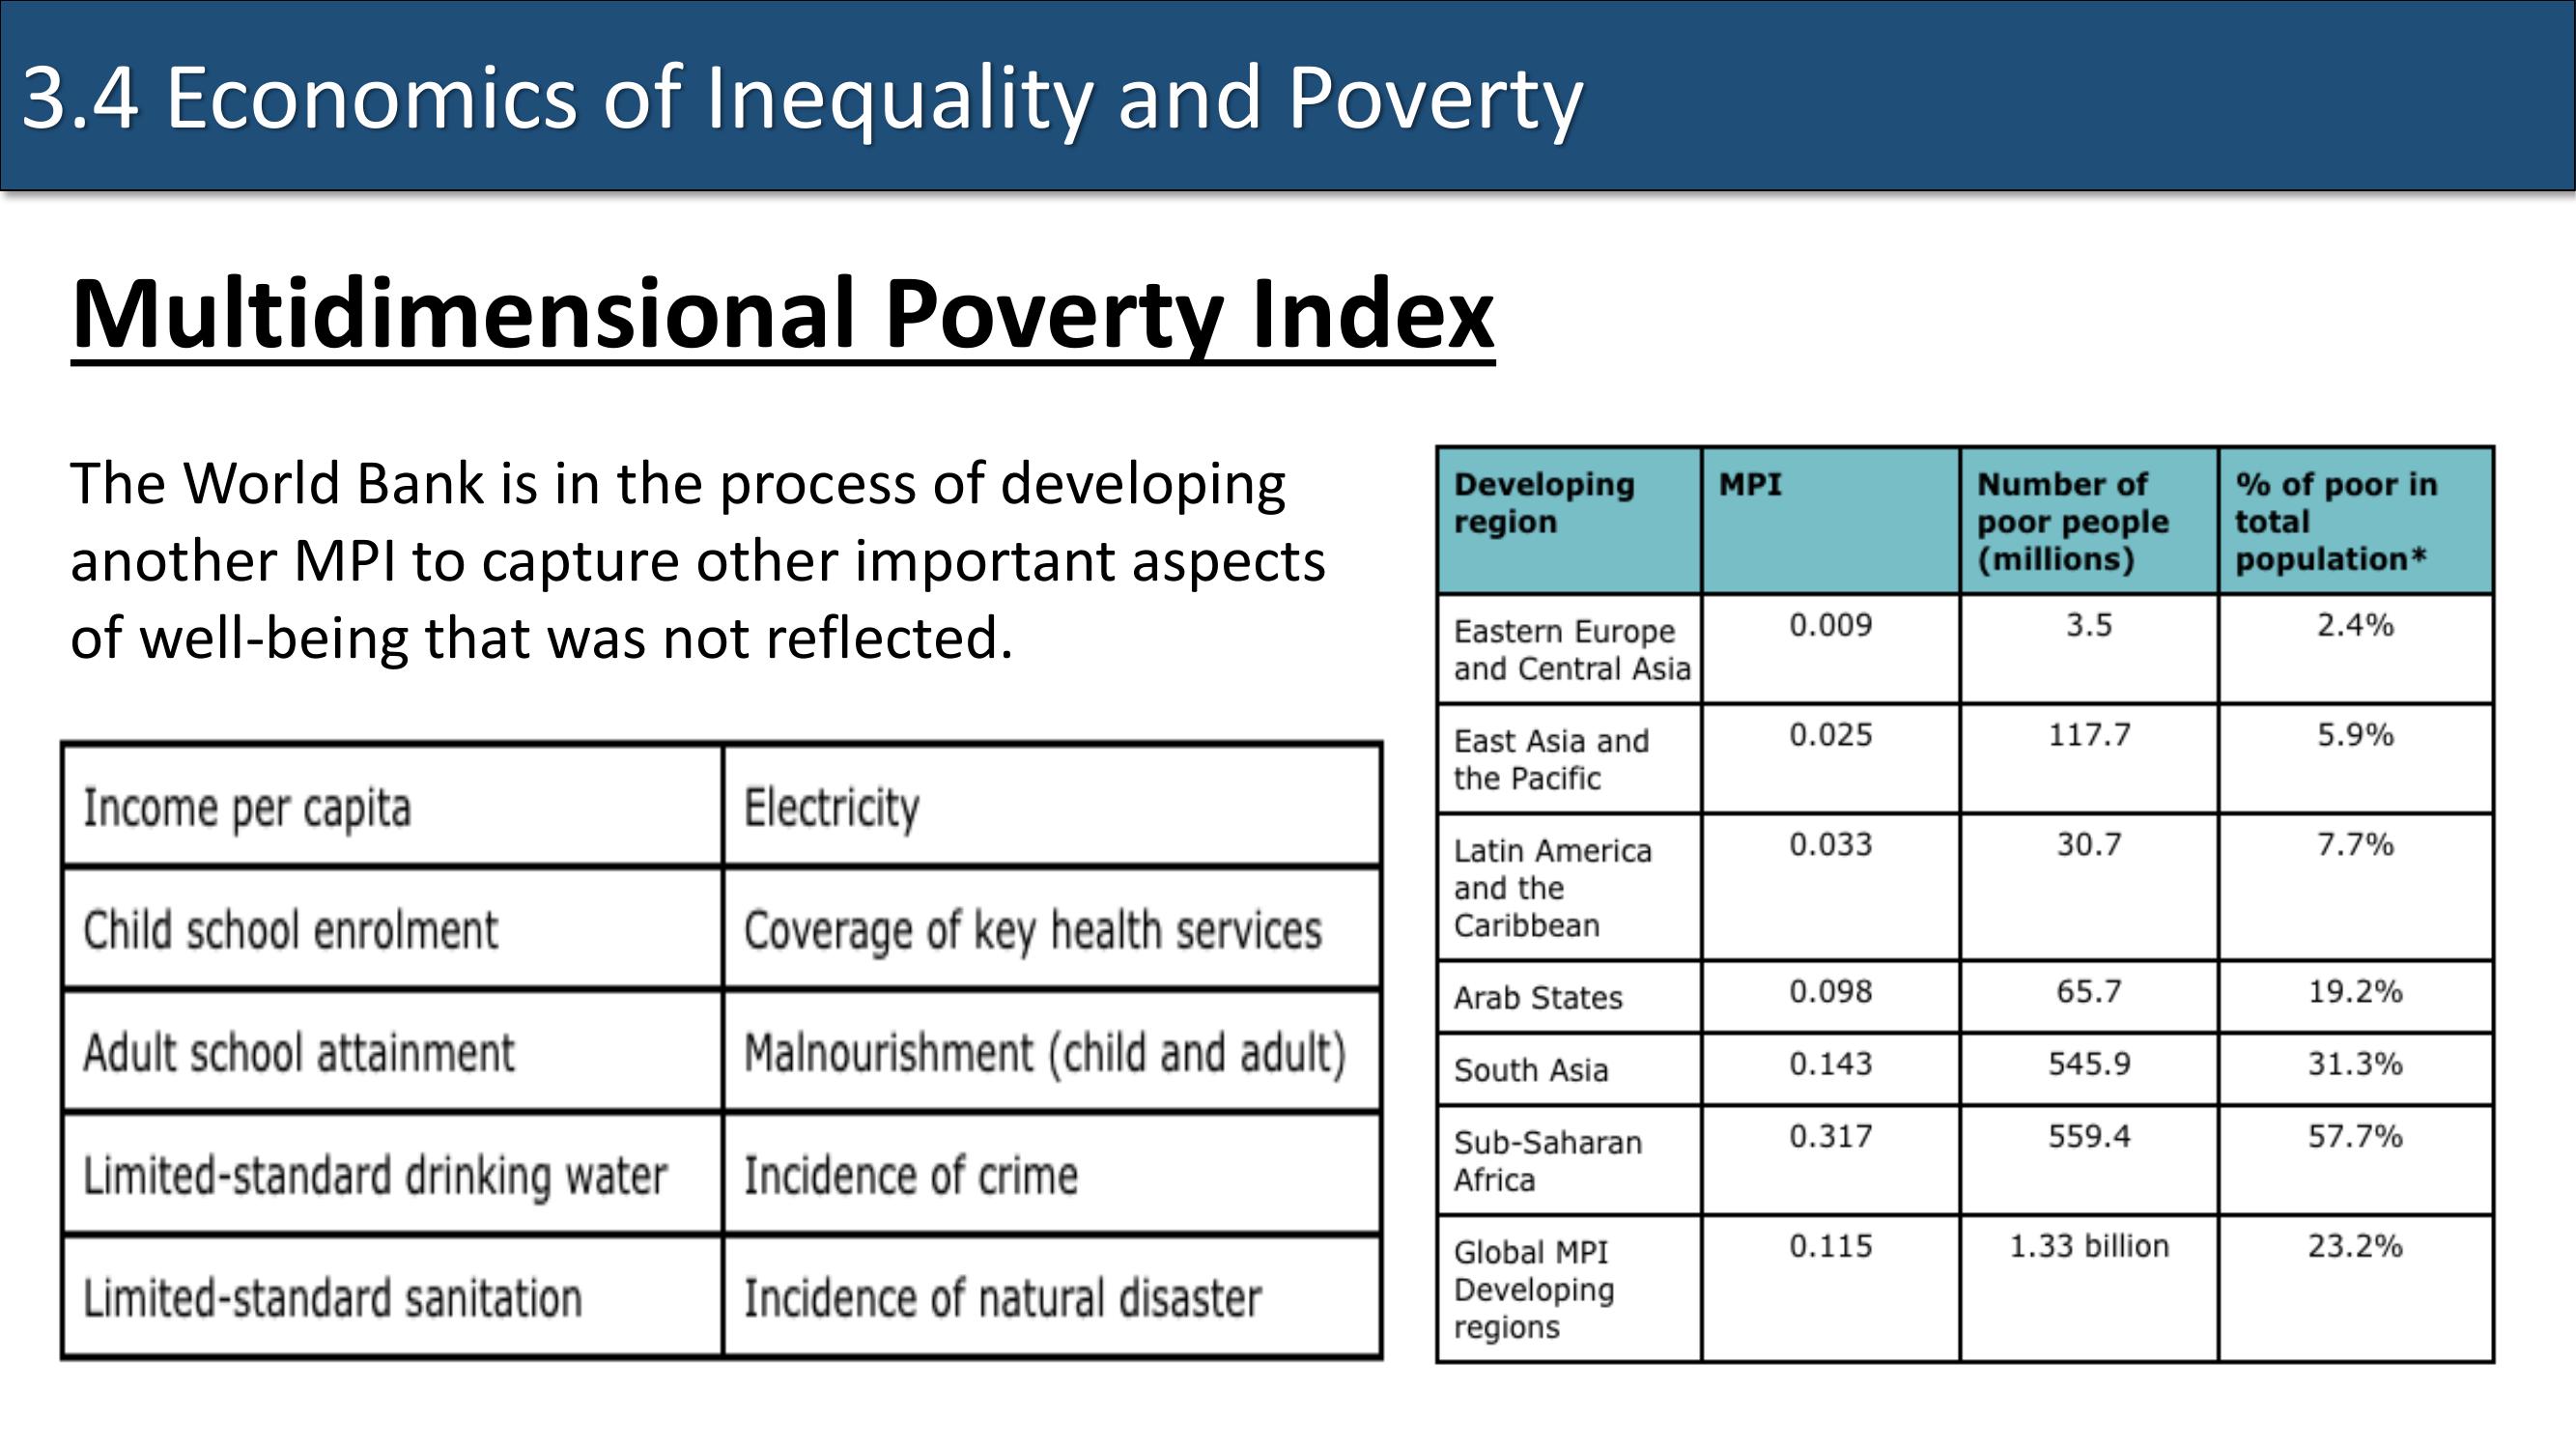 3.4 Economics of Inequality and Poverty
Multidimensional Poverty Index
The World Bank is in the process of developing
another MPI to capture other important aspects
of well-being that was not reflected.
Income per capita
Electricity
Child school enrolment
Coverage of key health services
Adult school attainment
Malnourishment (child and adult)
Limited-standard drinking water
Incidence of crime
Limited-standard sanitation
Incidence of natural disaster
Developing
region
MPI
Number of
poor people
(millions)
% of poor in
total
population*
Eastern Europe
and Central Asia
0.009
3.5
2.4%
East Asia and
the Pacific
0.025
117.7
5.9%
Latin America
and the
Caribbean
0.033
30.7
7.7%
Arab States
0.098
65.7
19.2%
South Asia
0.143
545.9
31.3%
Sub-Saharan
Africa
0.317
559.4
57.7%
Global MPI
Developing
regions
0.115
1.33 billion
23.2%